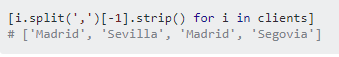 [i.split(',')[-1].strip() for i in clients]
# ['Madrid', 'Sevilla', 'Madrid', 'Segovia']